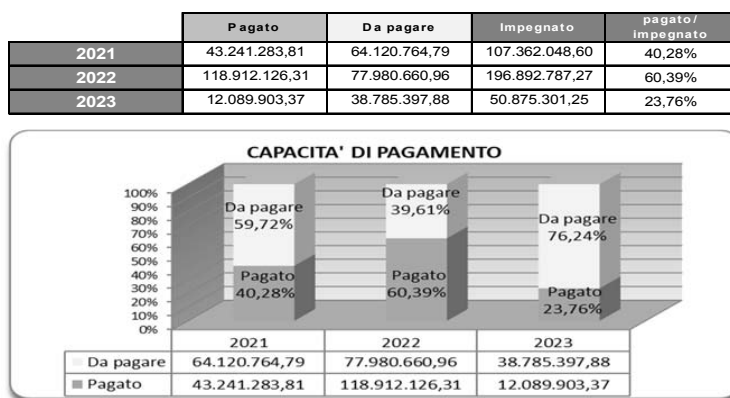 Pagato Da pagare Impegnato pagato/
impegnato
2021 43.241.283,81 64.120.764,79 107.362.048,60 40,28%
2022 118.912.126,31 77.980.660,96 196.892.787,27 60,39%
2023 12.089.903,37 38.785.397,88 50.875.301,25 23,76%
CAPACITA' DI PAGAMENTO
100%
90%
80%
70%
60%
50%
40%
30%
20%
10%
0%
Da pagare
59,72%
Pagato
40,28%
Da pagare
39,61%
Pagato
60,39%
Da pagare
76,24%
Pagato
23,76%
2021 2022 2023
Da pagare 64.120.764,79 77.980.660,96 38.785.397,88
Pagato 43.241.283,81 118.912.126,31 12.089.903,37